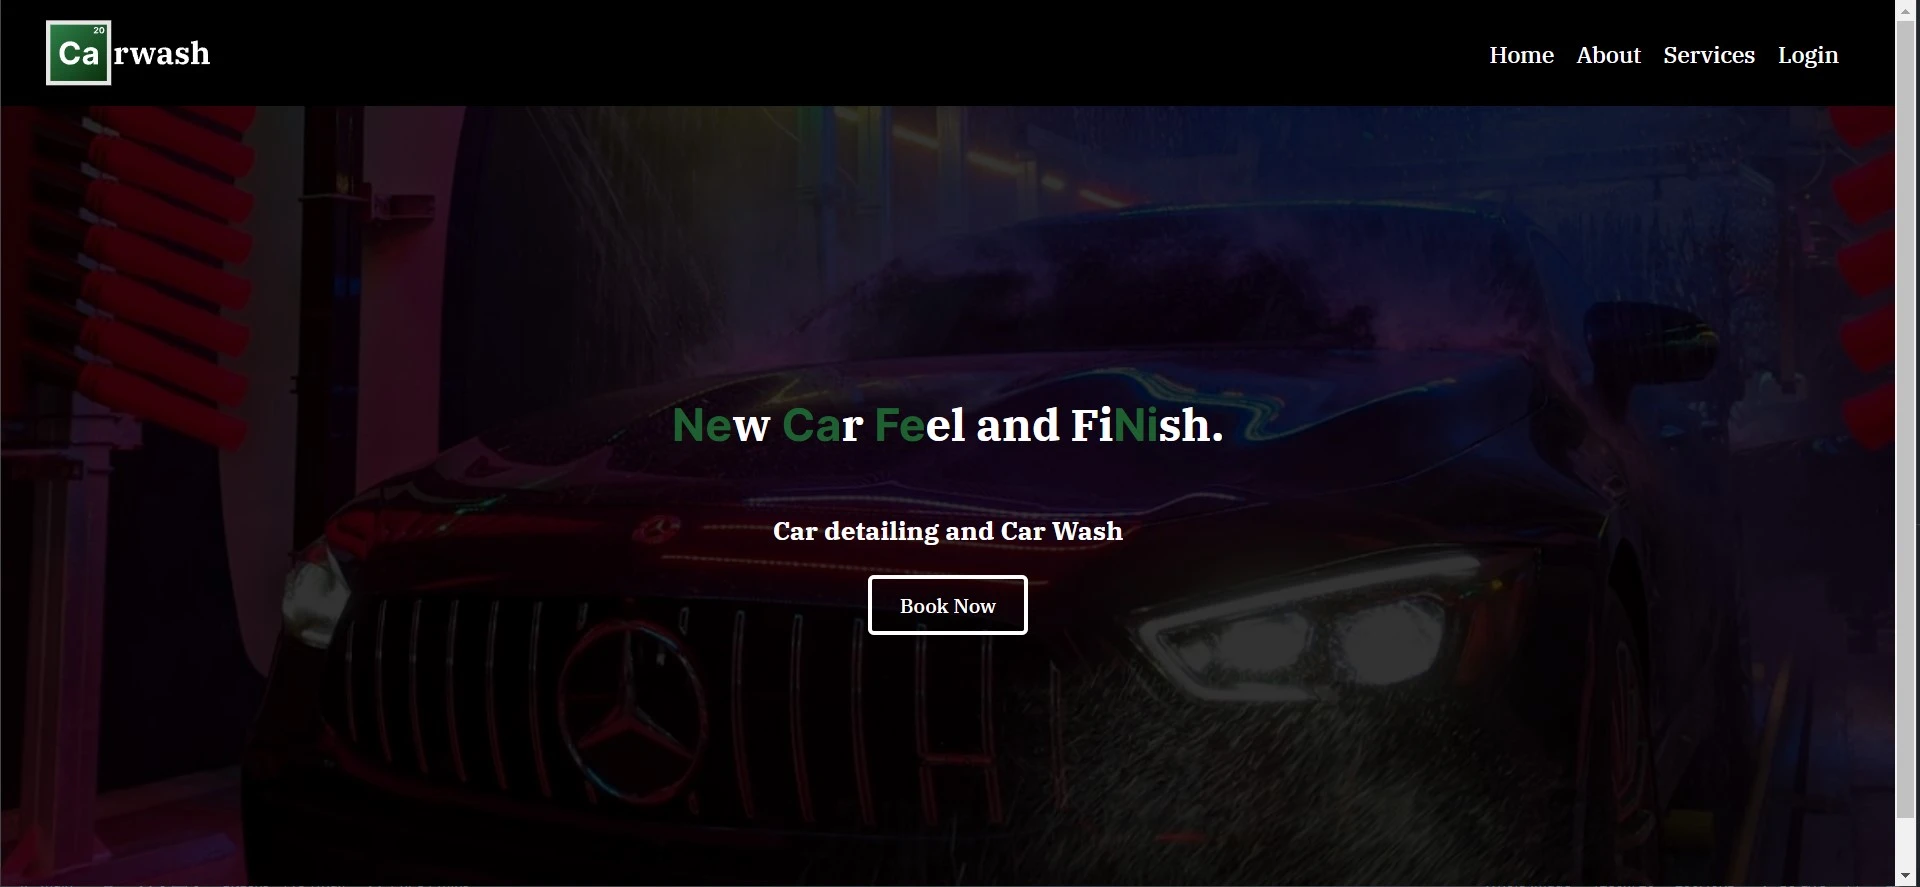 20
Carwash
Home About Services Login
New Car Feel and FiNish.
Car detailing and Car Wash
Book Now